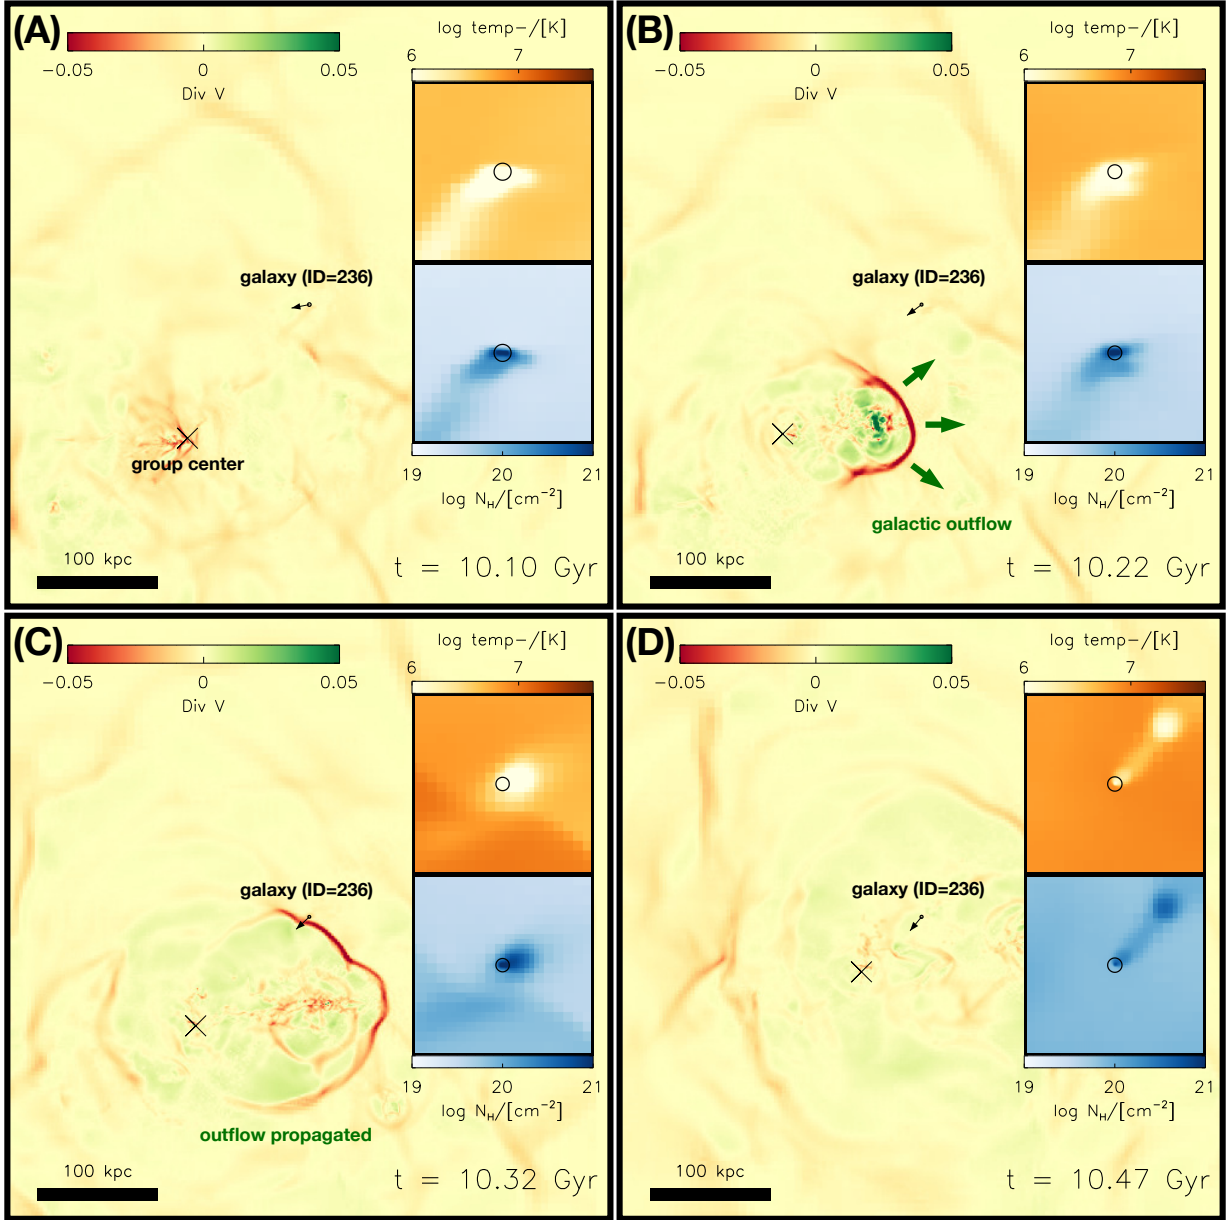 (A)
−0.05 0 0.05
Div V
log temp−/[K]
6 7
galaxy (ID=236)
group center
19 20 21
log N_H/[cm⁻²]
100 kpc
t = 10.10 Gyr
(B)
−0.05 0 0.05
Div V
log temp−/[K]
6 7
galaxy (ID=236)
galactic outflow
19 20 21
log N_H/[cm⁻²]
100 kpc
t = 10.22 Gyr
(C)
−0.05 0 0.05
Div V
log temp−/[K]
6 7
galaxy (ID=236)
outflow propagated
19 20 21
log N_H/[cm⁻²]
100 kpc
t = 10.32 Gyr
(D)
−0.05 0 0.05
Div V
log temp−/[K]
6 7
galaxy (ID=236)
19 20 21
log N_H/[cm⁻²]
100 kpc
t = 10.47 Gyr